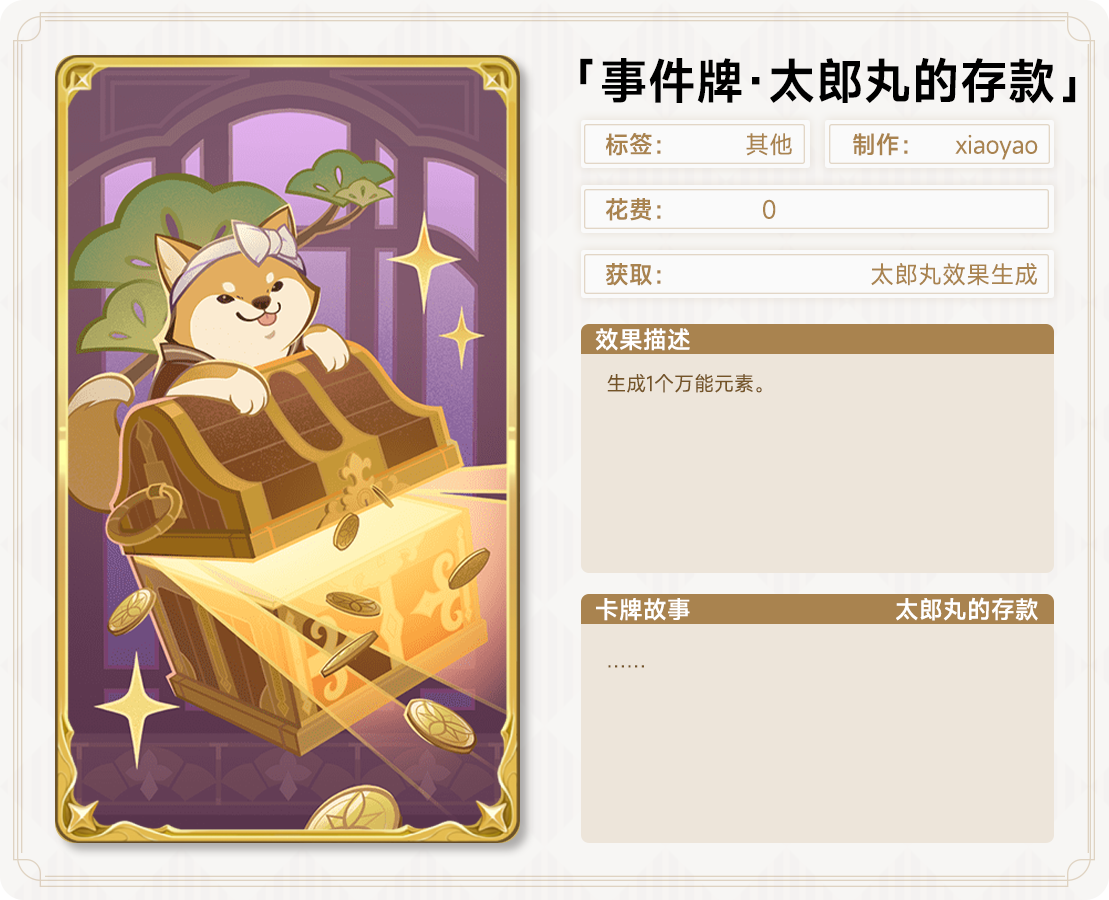 「事件牌·太郎丸的存款」
标签： 其他 制作： xiaoyao
花费： 0
获取： 太郎丸效果生成
效果描述
生成1个万能元素。
卡牌故事 太郎丸的存款
……